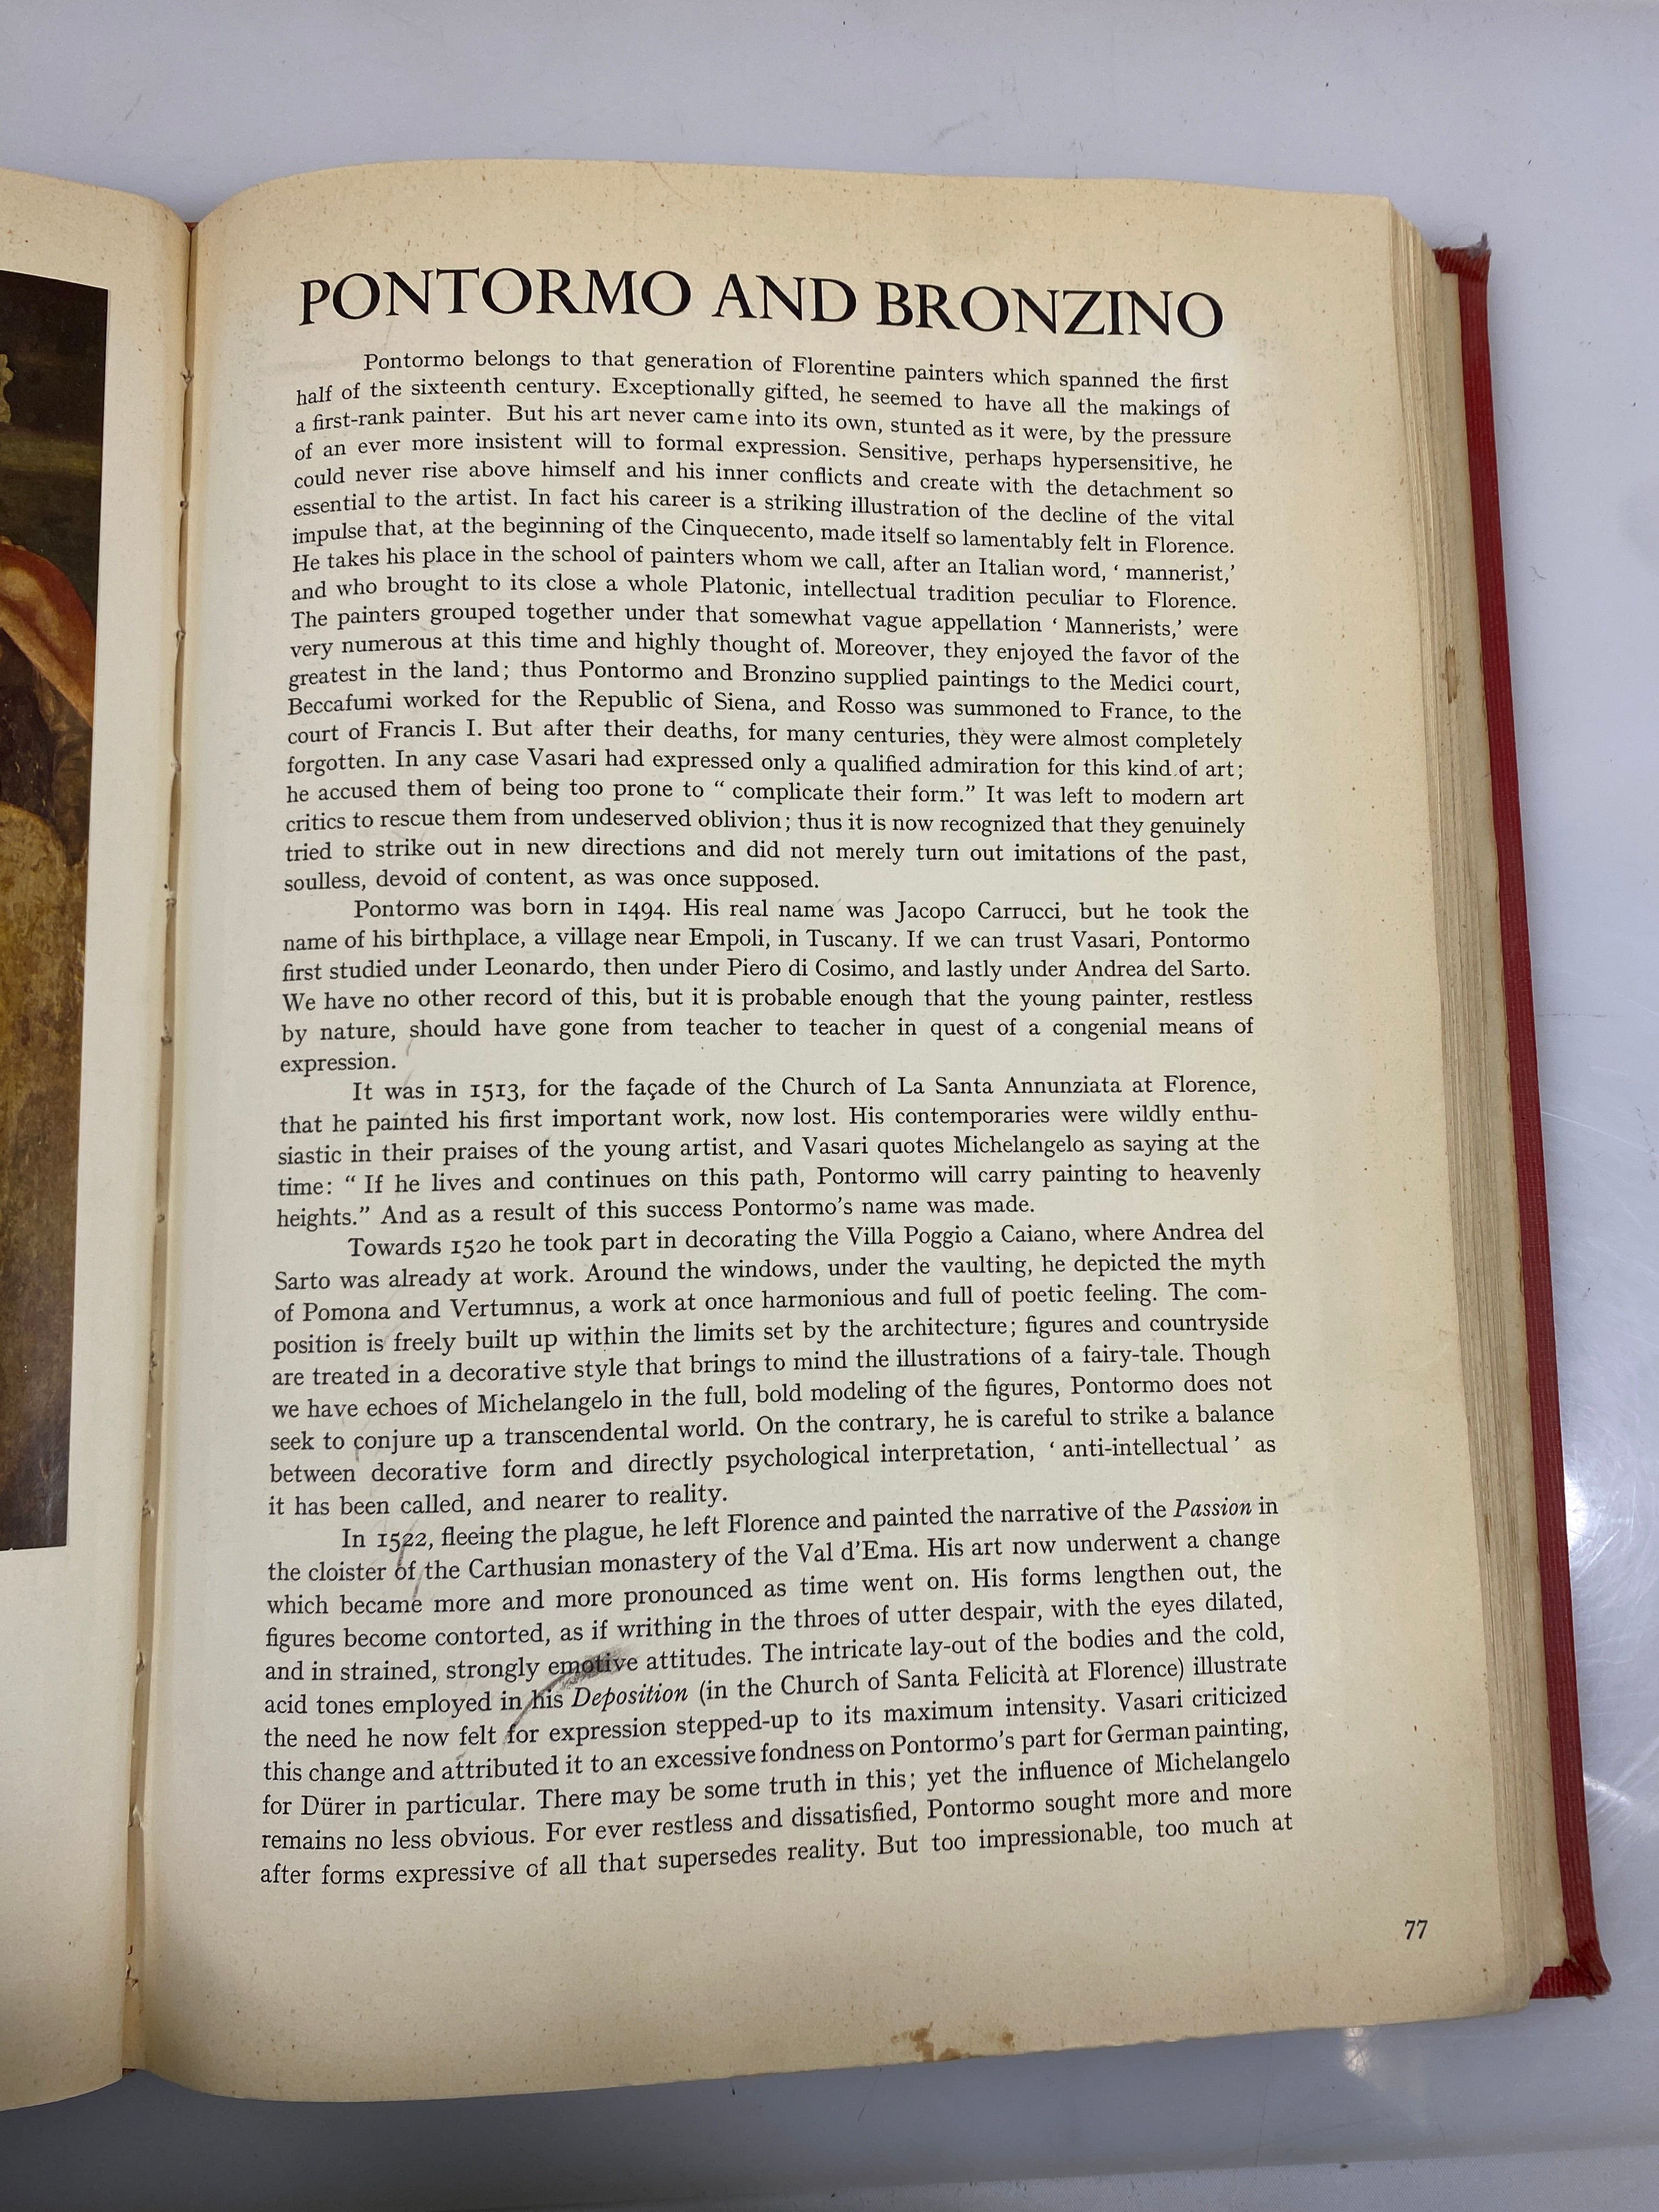 PONTORMO AND BRONZINO
Pontormo belongs to that generation of Florentine painters which spanned the first
half of the sixteenth century. Exceptionally gifted, he seemed to have all the makings of
a first-rank painter. But his art never came into its own, stunted as it were, by the pressure
of an ever more insistent will to formal expression. Sensitive, perhaps hypersensitive, he
could never rise above himself and his inner conflicts and create with the detachment so
essential to the artist. In fact his career is a striking illustration of the decline of the vital
impulse that, at the beginning of the Cinquecento, made itself so lamentably felt in Florence.
He takes his place in the school of painters whom we call, after an Italian word, ‘ mannerist,’
and who brought to its close a whole Platonic, intellectual tradition peculiar to Florence.
The painters grouped together under that somewhat vague appellation ‘ Mannerists,’ were
very numerous at this time and highly thought of. Moreover, they enjoyed the favor of the
greatest in the land; thus Pontormo and Bronzino supplied paintings to the Medici court,
Beccafumi worked for the Republic of Siena, and Rosso was summoned to France, to the
court of Francis I. But after their deaths, for many centuries, they were almost completely
forgotten. In any case Vasari had expressed only a qualified admiration for this kind of art;
he accused them of being too prone to “ complicate their form.” It was left to modern art
critics to rescue them from undeserved oblivion; thus it is now recognized that they genuinely
tried to strike out in new directions and did not merely turn out imitations of the past,
soulless, devoid of content, as was once supposed.
Pontormo was born in 1494. His real name was Jacopo Carrucci, but he took the
name of his birthplace, a village near Empoli, in Tuscany. If we can trust Vasari, Pontormo
first studied under Leonardo, then under Piero di Cosimo, and lastly under Andrea del Sarto.
We have no other record of this, but it is probable enough that the young painter, restless
by nature, should have gone from teacher to teacher in quest of a congenial means of
expression.
It was in 1513, for the façade of the Church of La Santa Annunziata at Florence,
that he painted his first important work, now lost. His contemporaries were wildly enthu-
siastic in their praises of the young artist, and Vasari quotes Michelangelo as saying at the
time: “ If he lives and continues on this path, Pontormo will carry painting to heavenly
heights.” And as a result of this success Pontormo’s name was made.
Towards 1520 he took part in decorating the Villa Poggio a Caiano, where Andrea del
Sarto was already at work. Around the windows, under the vaulting, he depicted the myth
of Pomona and Vertumnus, a work at once harmonious and full of poetic feeling. The com-
position is freely built up within the limits set by the architecture; figures and countryside
are treated in a decorative style that brings to mind the illustrations of a fairy-tale. Though
we have echoes of Michelangelo in the full, bold modeling of the figures, Pontormo does not
seek to conjure up a transcendental world. On the contrary, he is careful to strike a balance
between decorative form and directly psychological interpretation, ‘ anti-intellectual ’ as
it has been called, and nearer to reality.
In 1522, fleeing the plague, he left Florence and painted the narrative of the Passion in
the cloister of the Carthusian monastery of the Val d’Ema. His art now underwent a change
which became more and more pronounced as time went on. His forms lengthen out, the
figures become contorted, as if writhing in the throes of utter despair, with the eyes dilated,
and in strained, strongly emotive attitudes. The intricate lay-out of the bodies and the cold,
acid tones employed in his Deposition (in the Church of Santa Felicità at Florence) illustrate
the need he now felt for expression stepped-up to its maximum intensity. Vasari criticized
this change and attributed it to an excessive fondness on Pontormo’s part for German painting,
for Dürer in particular. There may be some truth in this; yet the influence of Michelangelo
remains no less obvious. For ever restless and dissatisfied, Pontormo sought more and more
after forms expressive of all that supersedes reality. But too impressionable, too much at
77